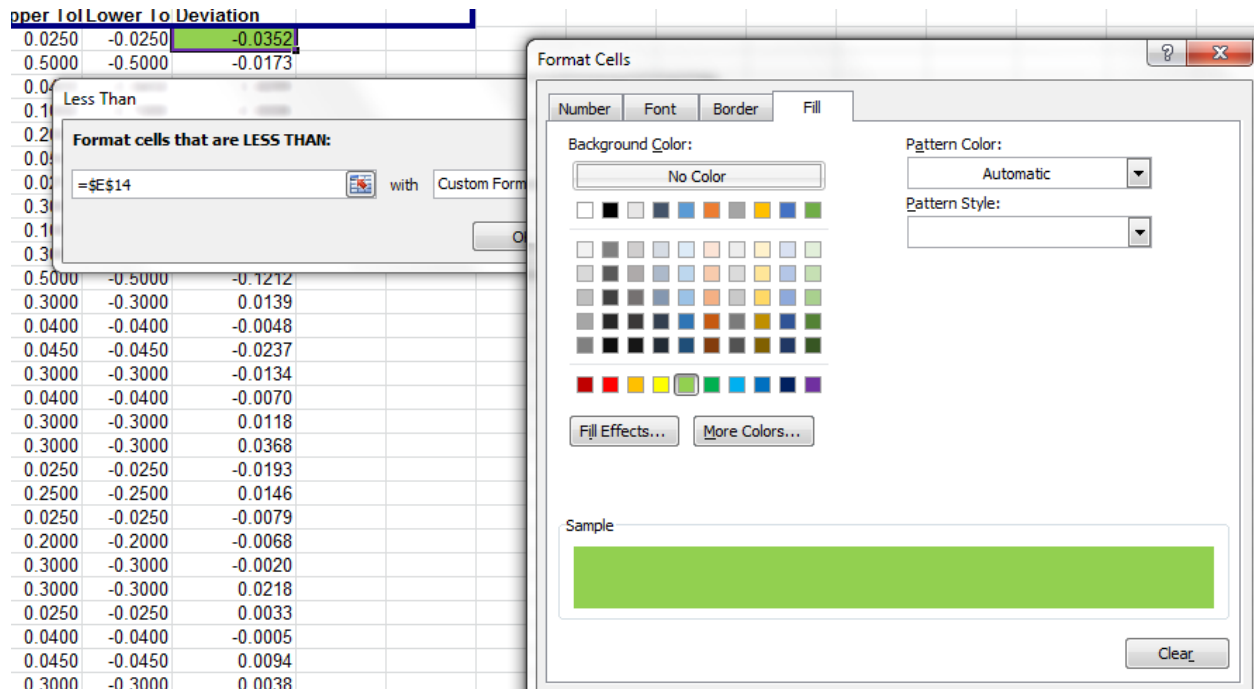 pper Tol Lower To Deviation
0.0250 -0.0250 -0.0352
0.5000 -0.5000 -0.0173
Less Than
Format cells that are LESS THAN:
=$E$14 with Custom Form
0.5000 -0.5000 -0.1212
0.3000 -0.3000 0.0139
0.0400 -0.0400 -0.0048
0.0450 -0.0450 -0.0237
0.3000 -0.3000 -0.0134
0.0400 -0.0400 -0.0070
0.3000 -0.3000 0.0118
0.3000 -0.3000 0.0368
0.0250 -0.0250 -0.0193
0.2500 -0.2500 0.0146
0.0250 -0.0250 -0.0079
0.2000 -0.2000 -0.0068
0.3000 -0.3000 -0.0020
0.3000 -0.3000 0.0218
0.0250 -0.0250 0.0033
0.0400 -0.0400 -0.0005
0.0450 -0.0450 0.0094
0.3000 -0.3000 0.0038
Format Cells
Number Font Border Fill
Background Color:
No Color
Fill Effects... More Colors...
Pattern Color:
Automatic
Pattern Style:
Sample
Clear